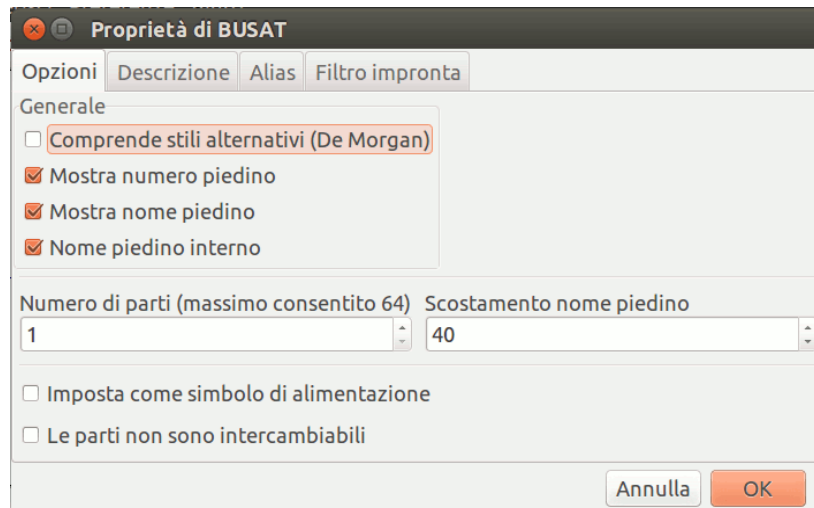 Proprietà di BUSAT
Opzioni Descrizione Alias Filtro impronta
Generale
Comprende stili alternativi (De Morgan)
Mostra numero piedino
Mostra nome piedino
Nome piedino interno
Numero di parti (massimo consentito 64) Scostamento nome piedino
1 40
Imposta come simbolo di alimentazione
Le parti non sono intercambiabili
Annulla OK